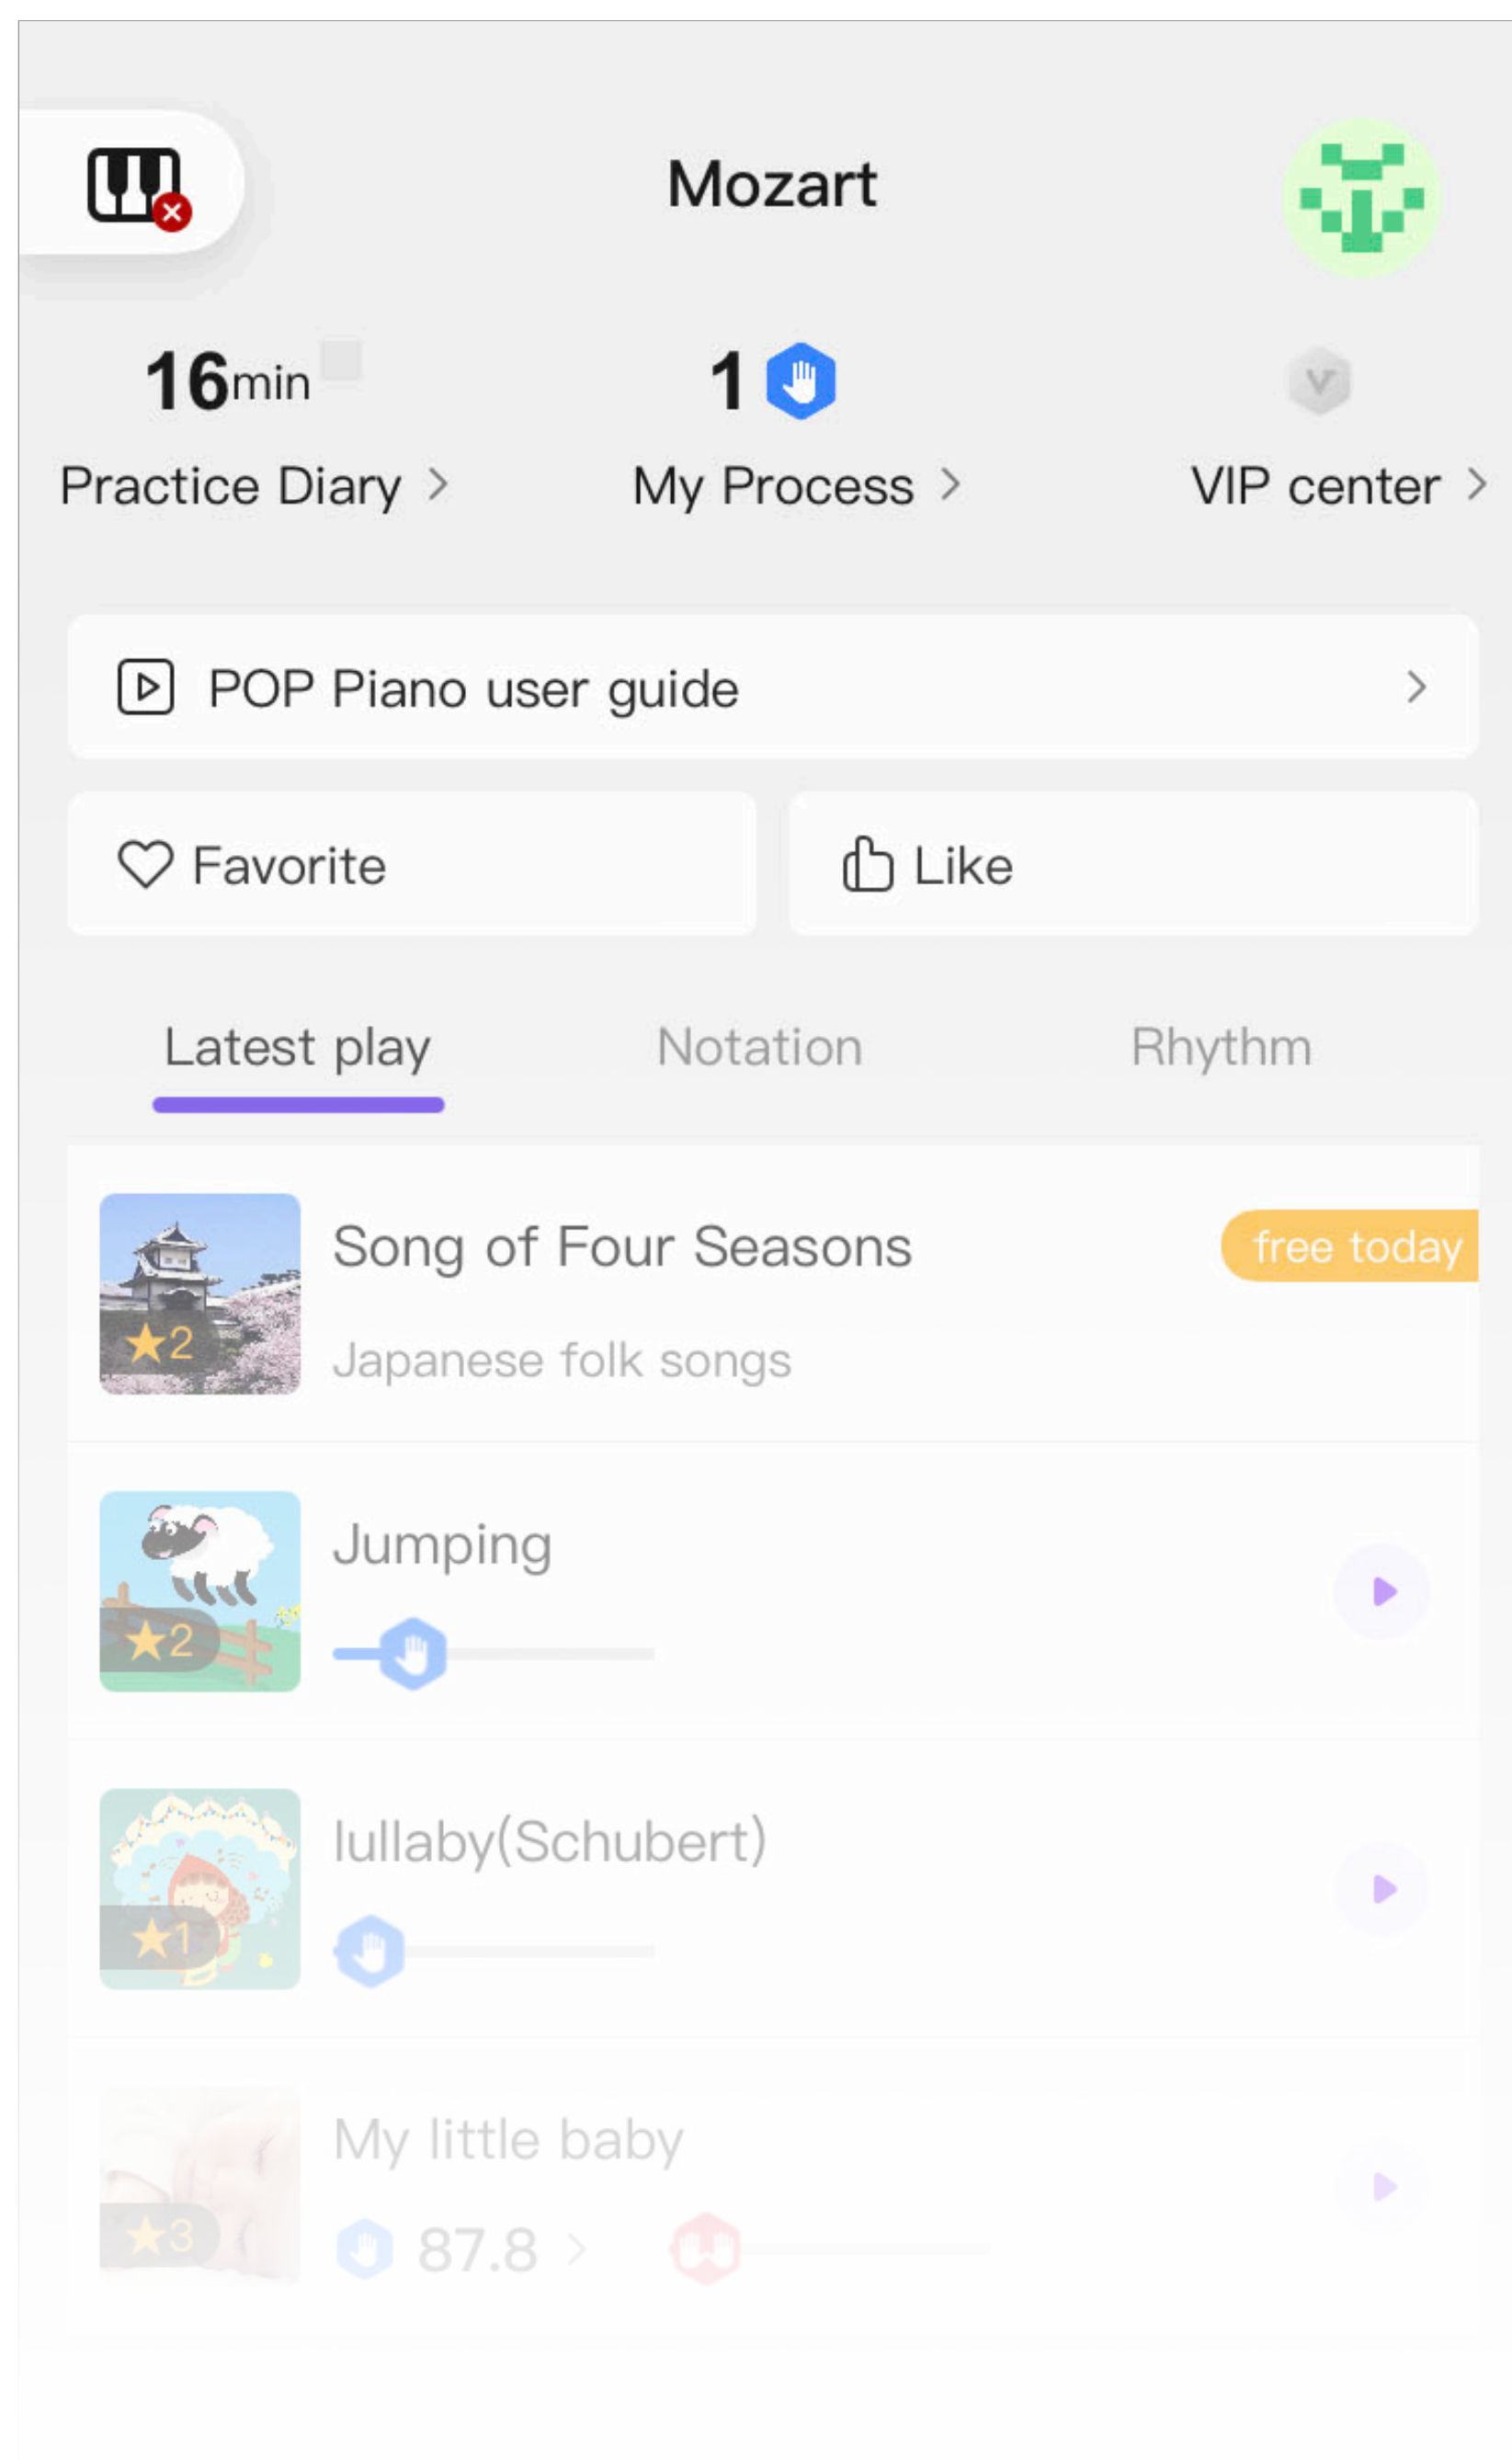 Mozart
16min
1
V
Practice Diary
My Process
VIP center
POP Piano user guide
Favorite
Like
Latest play
Notation
Rhythm
Song of Four Seasons
free today
★2
Japanese folk songs
Jumping
★2
lullaby(Schubert)
★1
My little baby
★3
87.8